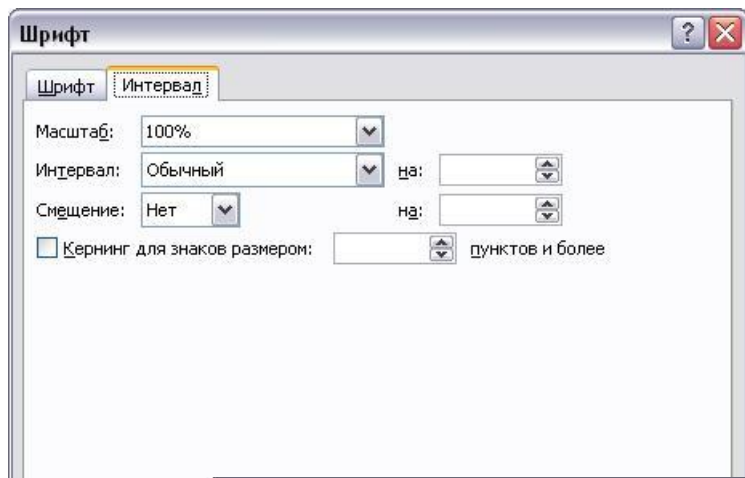 Шрифт
Шрифт Интервал
Масштаб: 100%
Интервал: Обычный на:
Смещение: Нет на:
Кернинг для знаков размером: пунктов и более